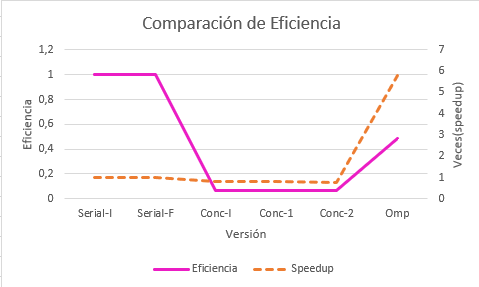 Comparación de Eficiencia
1,2
1
0,8
0,6
0,4
0,2
0
Eficiencia
7
6
5
4
3
2
1
0
Veces(speedup)
Serial-I Serial-F Conc-I Conc-1 Conc-2 Omp
Versión
Eficiencia Speedup